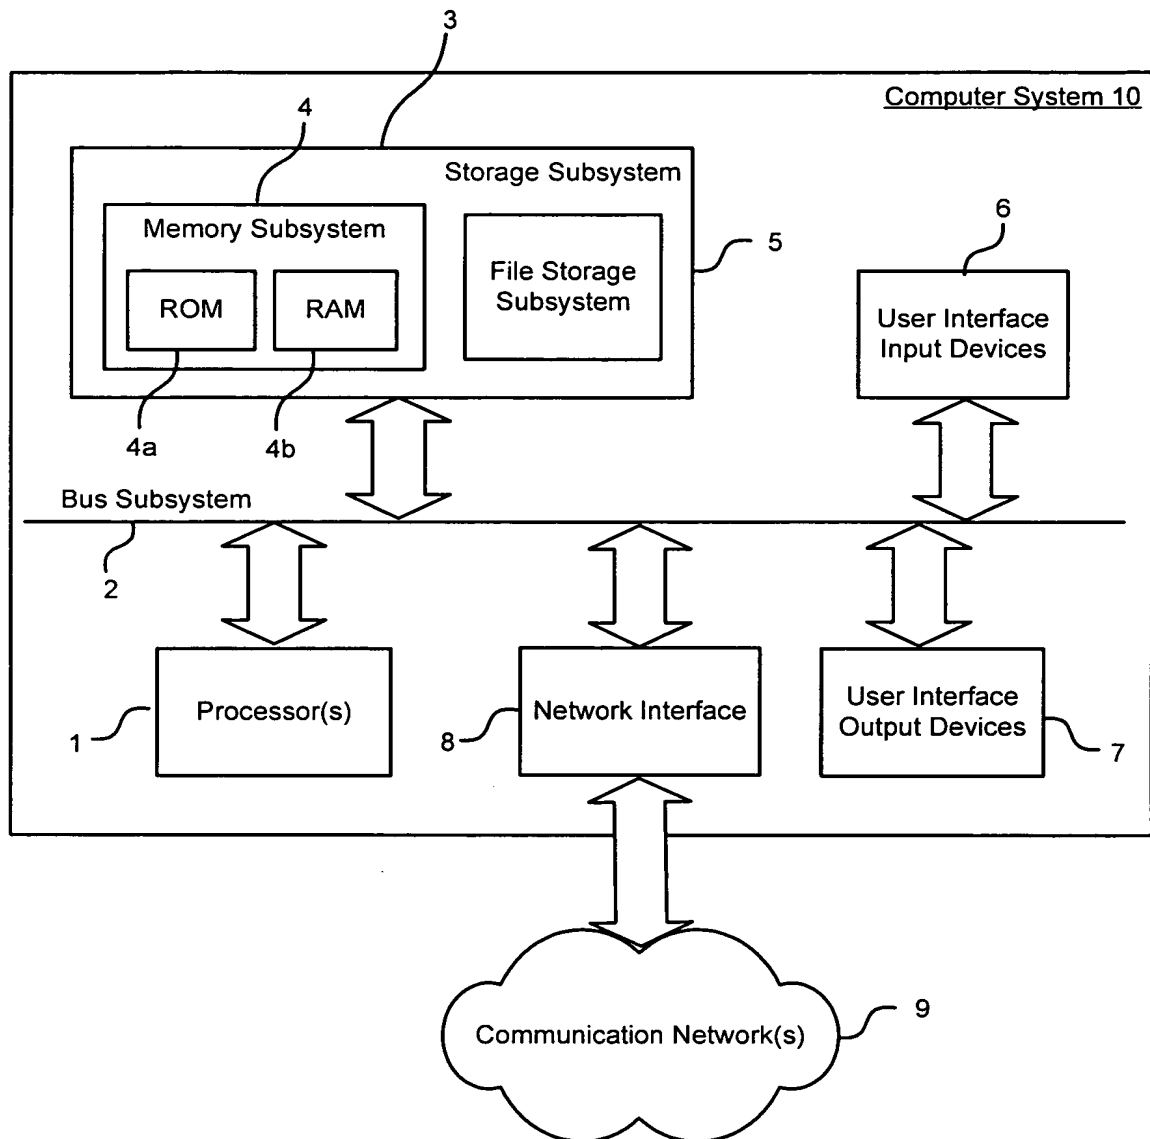 3
Computer System 10
4
Storage Subsystem
6
Memory Subsystem
5
File Storage
Subsystem
ROM
RAM
User Interface
Input Devices
4a
4b
Bus Subsystem
2
Processor(s)
1
Network Interface
8
User Interface
Output Devices
7
9
Communication Network(s)